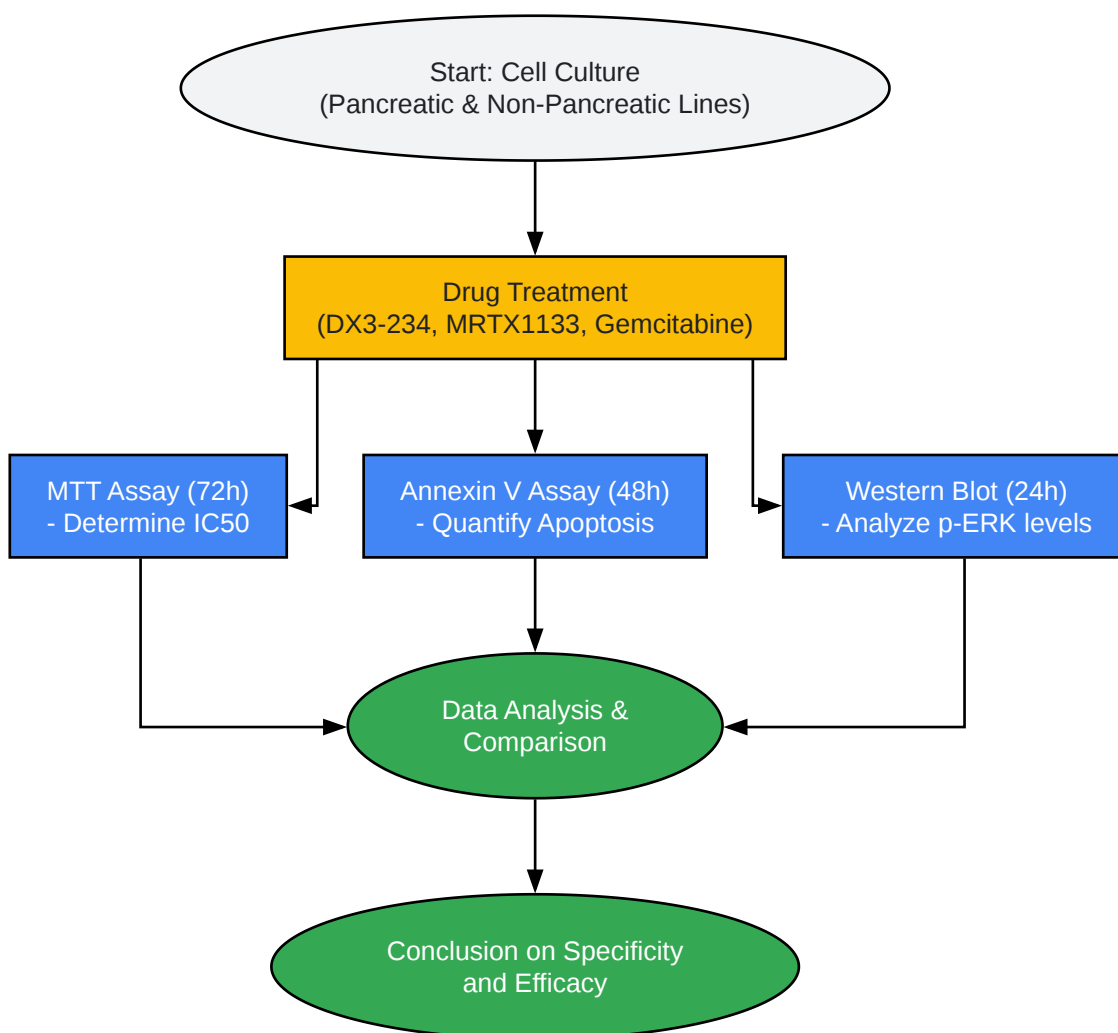 Start: Cell Culture
(Pancreatic & Non-Pancreatic Lines)
Drug Treatment
(DX3-234, MRTX1133, Gemcitabine)
MTT Assay (72h)
- Determine IC50
Annexin V Assay (48h)
- Quantify Apoptosis
Western Blot (24h)
- Analyze p-ERK levels
Data Analysis &
Comparison
Conclusion on Specificity
and Efficacy